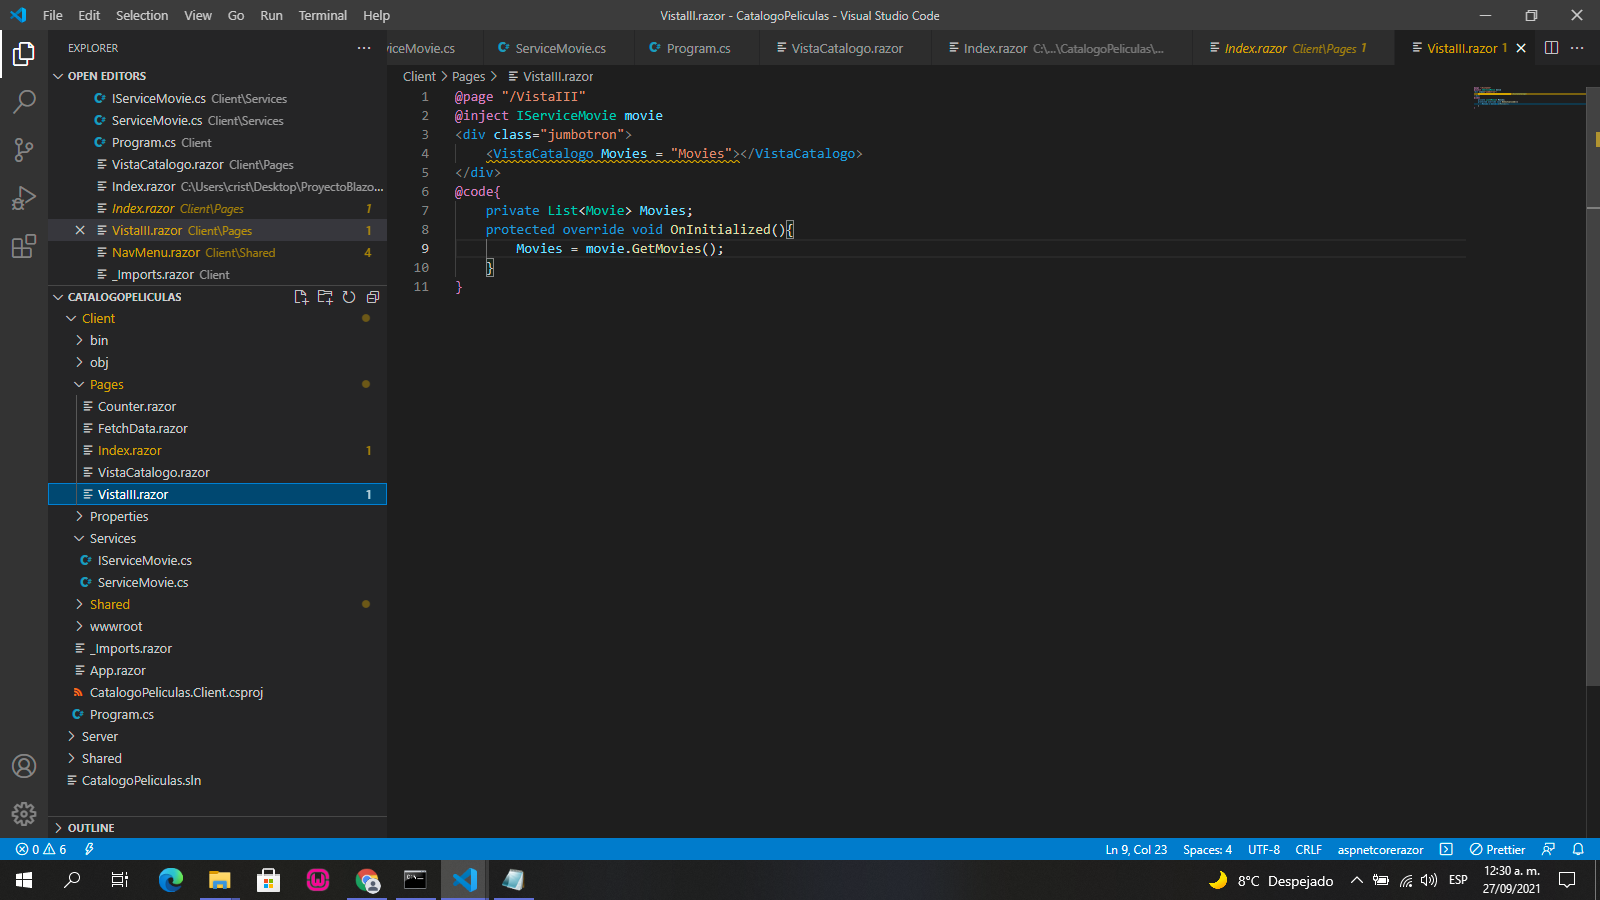 File Edit Selection View Go Run Terminal Help
VistaIII.razor - CatalogoPeliculas - Visual Studio Code
EXPLORER
OPEN EDITORS
IServiceMovie.cs Client\Services
ServiceMovie.cs Client\Services
Program.cs Client
VistaCatalogo.razor Client\Pages
Index.razor C:\Users\crist\Desktop\ProyectoBlazo...
Index.razor Client\Pages 1
VistaIII.razor Client\Pages 1
NavMenu.razor Client\Shared 4
_Imports.razor Client
CATALOGOPELICULAS
Client
bin
obj
Pages
Counter.razor
FetchData.razor
Index.razor 1
VistaCatalogo.razor
VistaIII.razor 1
Properties
Services
IServiceMovie.cs
ServiceMovie.cs
Shared
wwwroot
_Imports.razor
App.razor
CatalogoPeliculas.Client.csproj
Program.cs
Server
Shared
CatalogoPeliculas.sln
OUTLINE
viceMovie.cs ServiceMovie.cs Program.cs VistaCatalogo.razor Index.razor C:\...\CatalogoPeliculas\... Index.razor Client\Pages 1 VistaIII.razor 1
Client > Pages > VistaIII.razor
1 @page "/VistaIII"
2 @inject IServiceMovie movie
3 <div class="jumbotron">
4 <VistaCatalogo Movies = "Movies"></VistaCatalogo>
5 </div>
6 @code{
7 private List<Movie> Movies;
8 protected override void OnInitialized(){
9 Movies = movie.GetMovies();
10 }
11 }
0 6
Ln 9, Col 23 Spaces: 4 UTF-8 CRLF aspnetcorerazor Prettier
8°C Despejado ESP 12:30 a. m.
27/09/2021